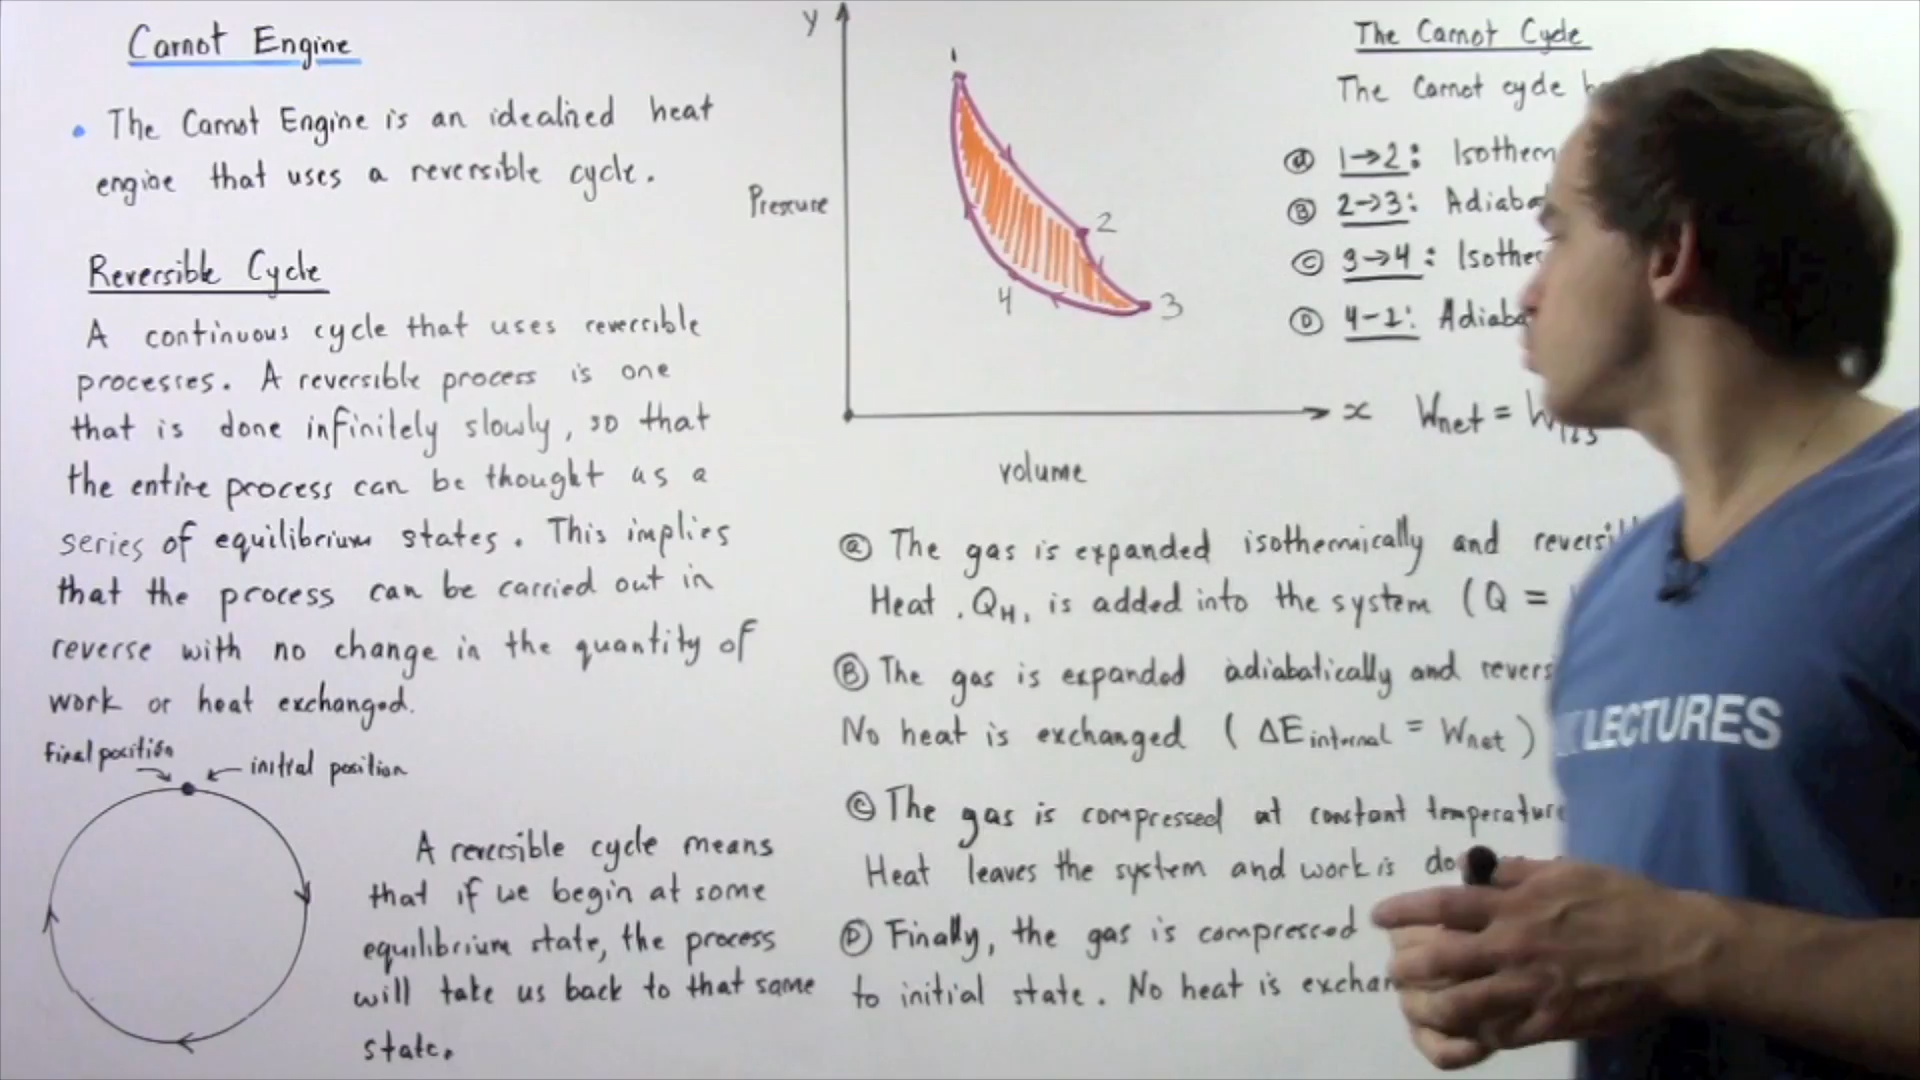 Carnot Engine
• The Carnot Engine is an idealized heat
engine that uses a reversible cycle.
Reversible Cycle
A continuous cycle that uses reversible
processes. A reversible process is one
that is done infinitely slowly, so that
the entire process can be thought as a
series of equilibrium states. This implies
that the process can be carried out in
reverse with no change in the quantity of
work or heat exchanged.
final position
initial position
A reversible cycle means
that if we begin at some
equilibrium state, the process
will take us back to that same
state.
y
1
2
3
4
Pressure
x
volume
The Carnot Cycle
The Carnot cycle
Ⓐ 1→2: Isotherm
Ⓑ 2→3: Adiaba
Ⓒ 3→4: Isother
Ⓓ 4-1: Adiaba
Wnet = W123
ⓐ The gas is expanded isothermically and reversi
Heat, QH, is added into the system (Q =
Ⓑ The gas is expanded adiabatically and revers
No heat is exchanged (ΔEinternal = Wnet)
Ⓒ The gas is compressed at constant temperature
Heat leaves the system and work is do
Ⓓ Finally, the gas is compressed
to initial state. No heat is exchan
LECTURES